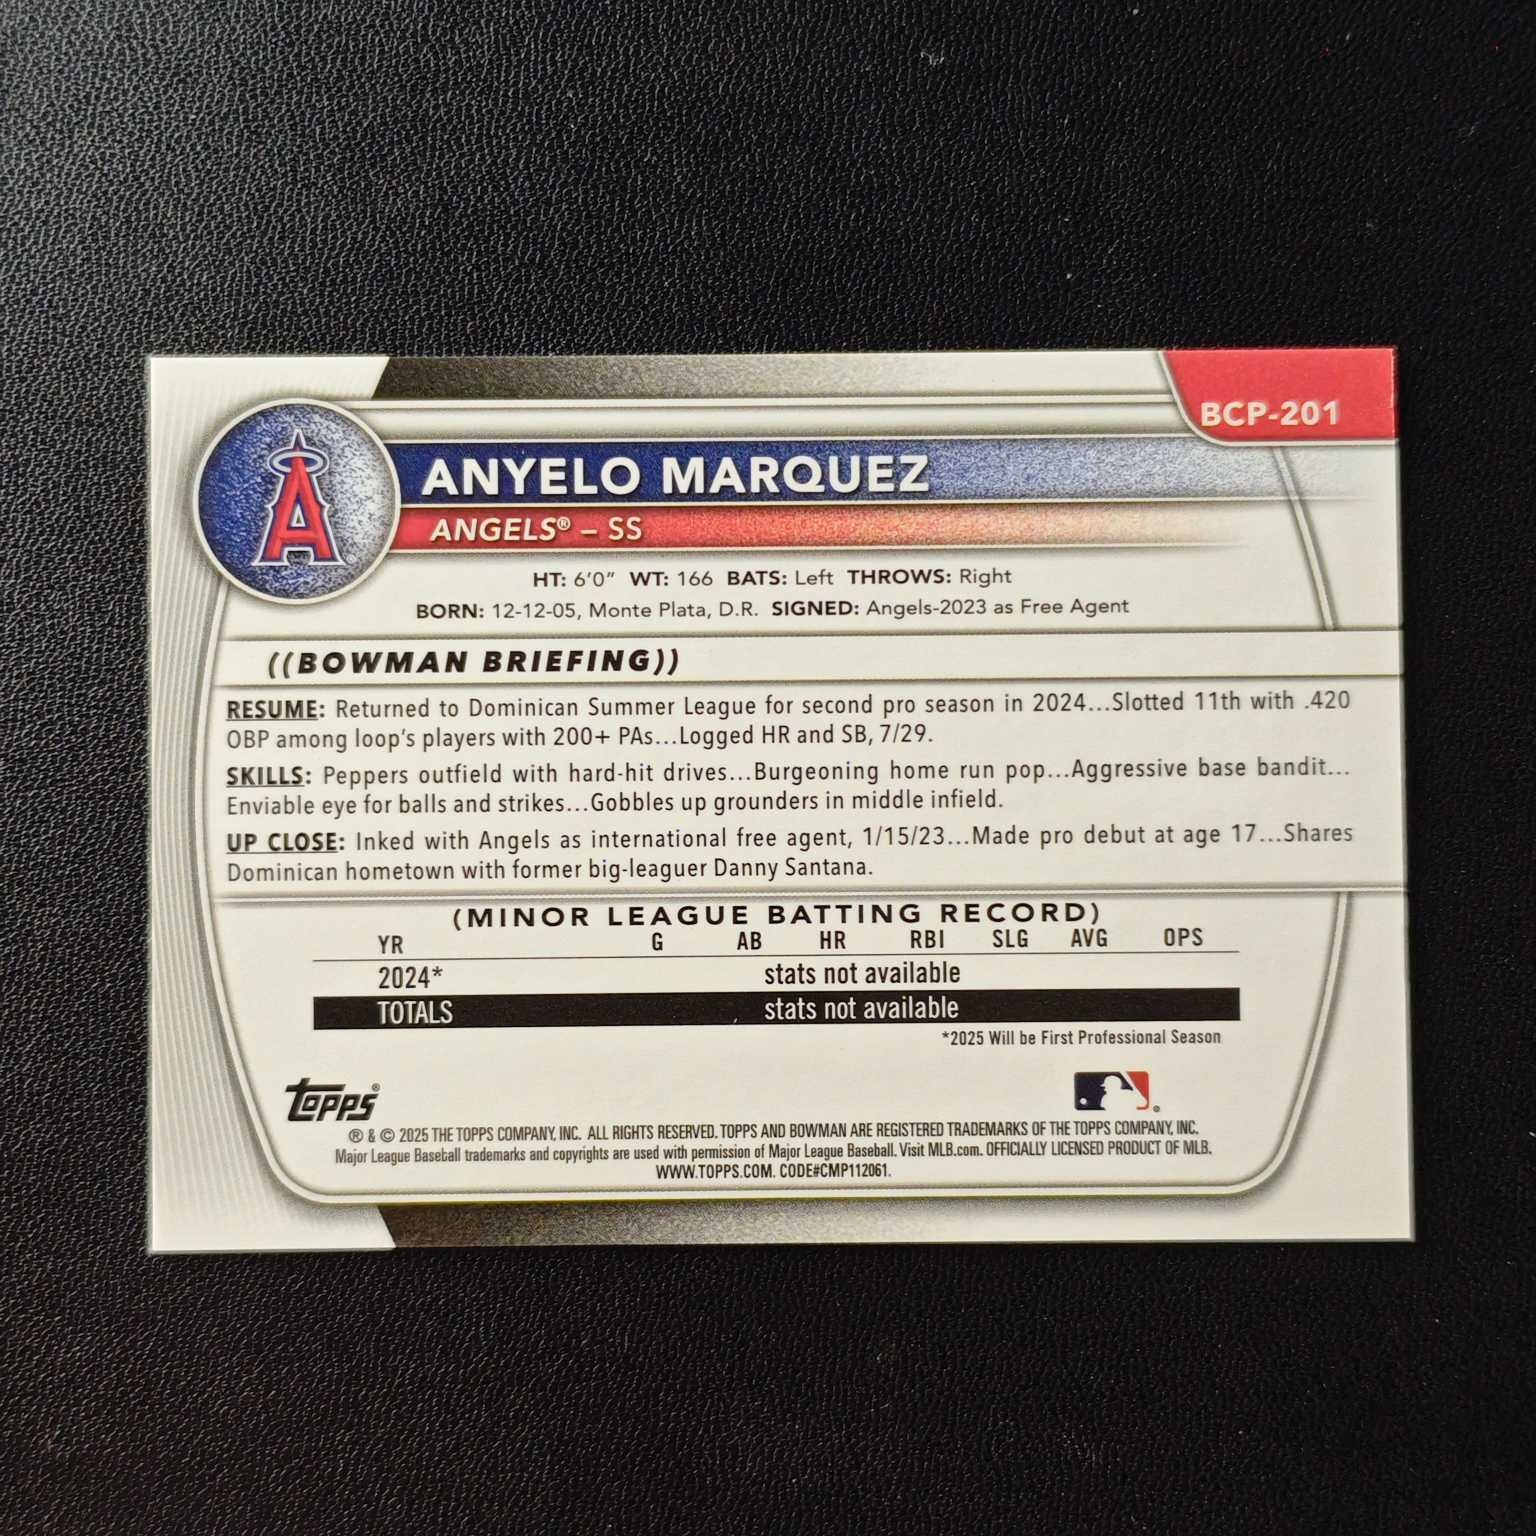 BCP-201
ANYELO MARQUEZ
ANGELS® – SS
HT: 6'0" WT: 166 BATS: Left THROWS: Right
BORN: 12-12-05, Monte Plata, D.R. SIGNED: Angels-2023 as Free Agent
((BOWMAN BRIEFING))
RESUME: Returned to Dominican Summer League for second pro season in 2024...Slotted 11th with .420
OBP among loop's players with 200+ PAs...Logged HR and SB, 7/29.
SKILLS: Peppers outfield with hard-hit drives...Burgeoning home run pop...Aggressive base bandit...
Enviable eye for balls and strikes...Gobbles up grounders in middle infield.
UP CLOSE: Inked with Angels as international free agent, 1/15/23...Made pro debut at age 17...Shares
Dominican hometown with former big-leaguer Danny Santana.
(MINOR LEAGUE BATTING RECORD)
YR G AB HR RBI SLG AVG OPS
2024* stats not available
TOTALS stats not available
*2025 Will be First Professional Season
Topps®
® & © 2025 THE TOPPS COMPANY, INC. ALL RIGHTS RESERVED. TOPPS AND BOWMAN ARE REGISTERED TRADEMARKS OF THE TOPPS COMPANY, INC.
Major League Baseball trademarks and copyrights are used with permission of Major League Baseball. Visit MLB.com. OFFICIALLY LICENSED PRODUCT OF MLB.
WWW.TOPPS.COM. CODE#CMP112061.